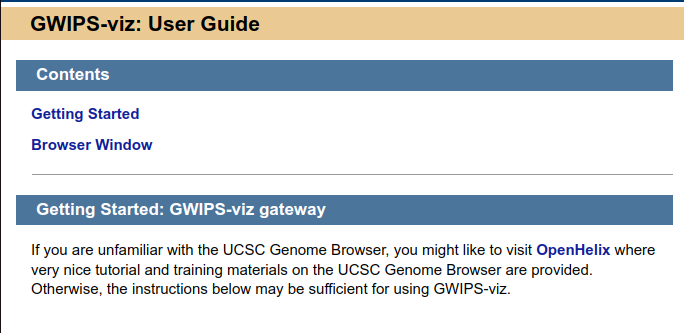 GWIPS-viz: User Guide
Contents
Getting Started
Browser Window
Getting Started: GWIPS-viz gateway
If you are unfamiliar with the UCSC Genome Browser, you might like to visit OpenHelix where
very nice tutorial and training materials on the UCSC Genome Browser are provided.
Otherwise, the instructions below may be sufficient for using GWIPS-viz.